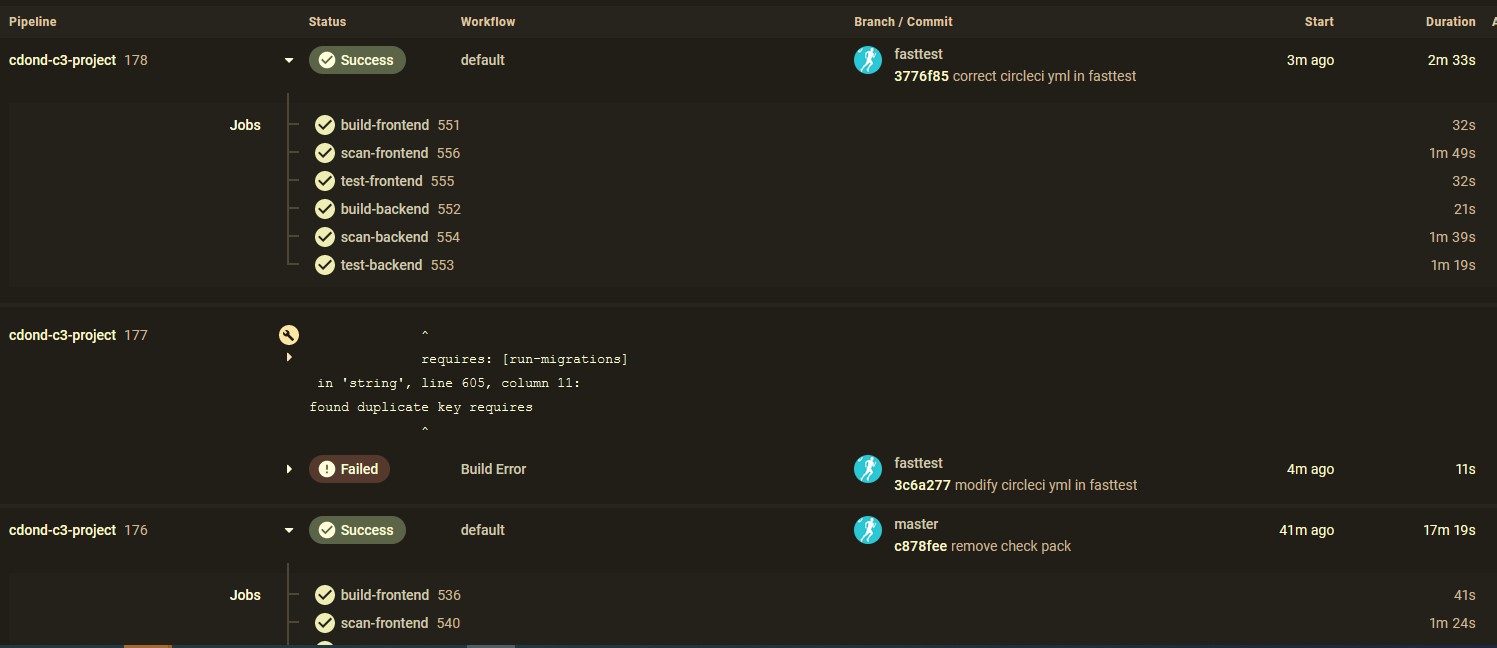 Pipeline Status Workflow Branch / Commit Start Duration A
cdond-c3-project 178 Success default fasttest 3m ago 2m 33s
3776f85 correct circleci yml in fasttest
Jobs build-frontend 551 32s
scan-frontend 556 1m 49s
test-frontend 555 32s
build-backend 552 21s
scan-backend 554 1m 39s
test-backend 553 1m 19s
cdond-c3-project 177 ^
requires: [run-migrations]
in 'string', line 605, column 11:
found duplicate key requires
^
Failed Build Error fasttest 4m ago 11s
3c6a277 modify circleci yml in fasttest
cdond-c3-project 176 Success default master 41m ago 17m 19s
c878fee remove check pack
Jobs build-frontend 536 41s
scan-frontend 540 1m 24s